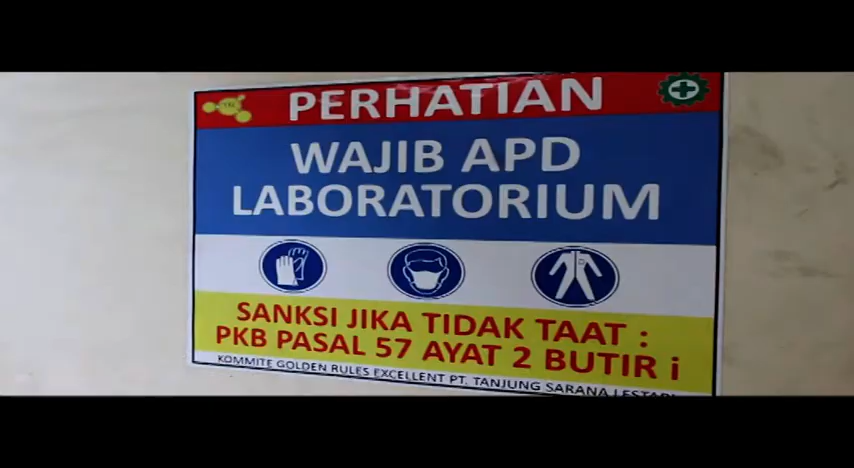 PERHATIAN
WAJIB APD
LABORATORIUM
SANKSI JIKA TIDAK TAAT :
PKB PASAL 57 AYAT 2 BUTIR i
KOMMITE GOLDEN RULES EXCELLENT PT. TANJUNG SARANA LESTARI